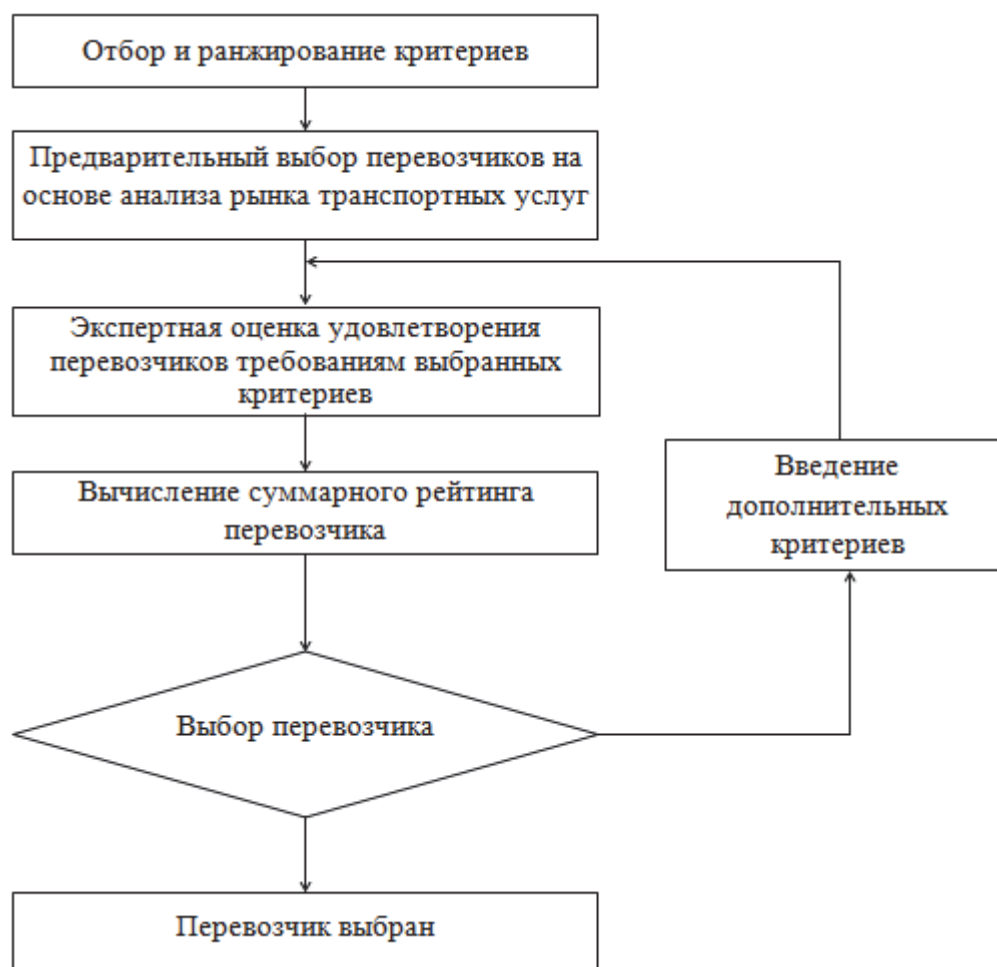 Отбор и ранжирование критериев
Предварительный выбор перевозчиков на
основе анализа рынка транспортных услуг
Экспертная оценка удовлетворения
перевозчиков требованиям выбранных
критериев
Вычисление суммарного рейтинга
перевозчика
Введение
дополнительных
критериев
Выбор перевозчика
Перевозчик выбран